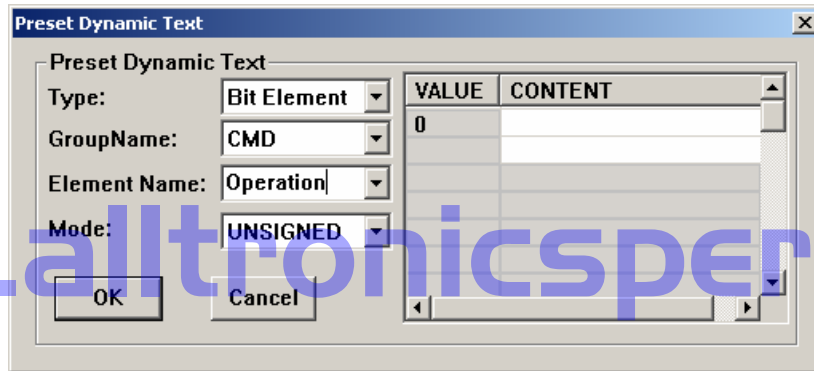 Preset Dynamic Text
Preset Dynamic Text
Type: Bit Element
GroupName: CMD
Element Name: Operation
Mode: UNSIGNED
OK Cancel
VALUE CONTENT
0
.alltronicsper